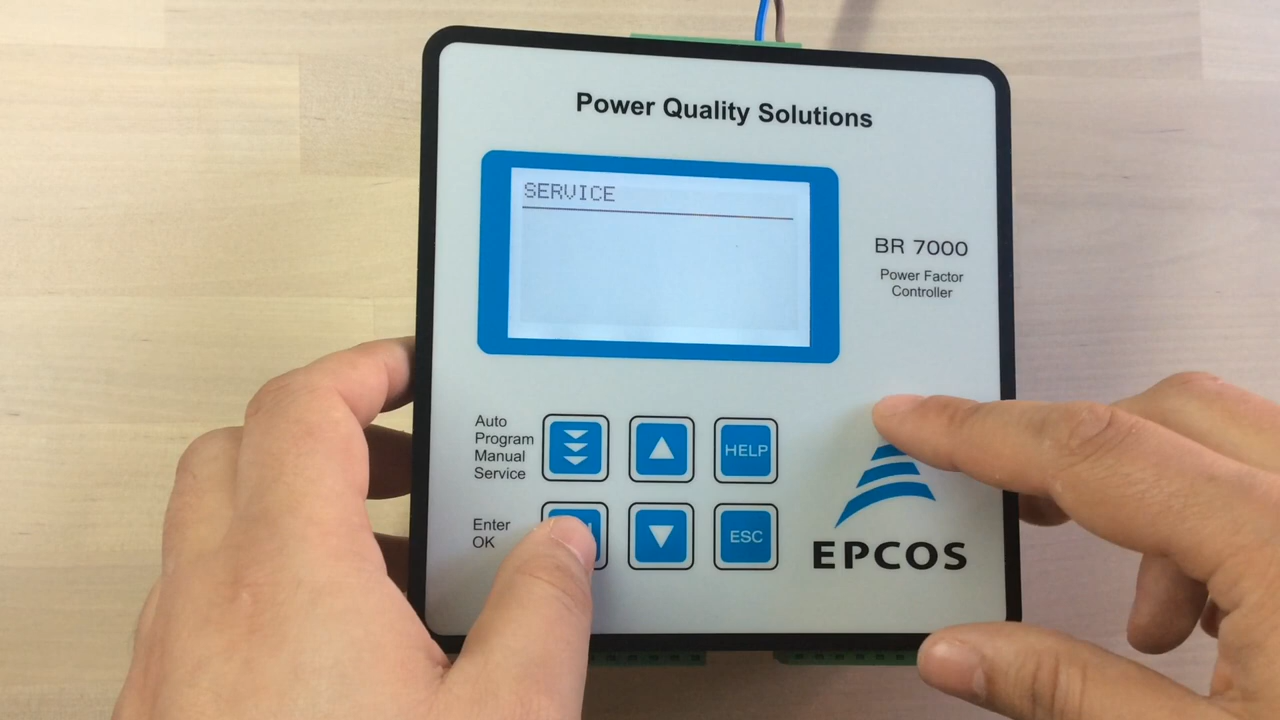 Power Quality Solutions
SERVICE
BR 7000
Power Factor
Controller
Auto
Program
Manual
Service
HELP
Enter
OK
ESC
EPCOS